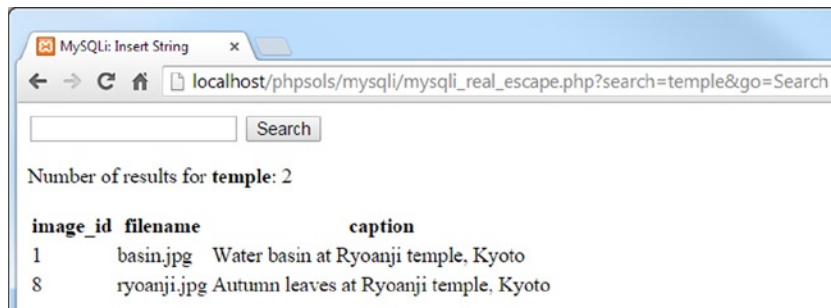 MySQLi: Insert String
localhost/phpsols/mysqli/mysqli_real_escape.php?search=temple&go=Search
Search
Number of results for temple: 2
image_id filename caption
1 basin.jpg Water basin at Ryoanji temple, Kyoto
8 ryoanji.jpg Autumn leaves at Ryoanji temple, Kyoto